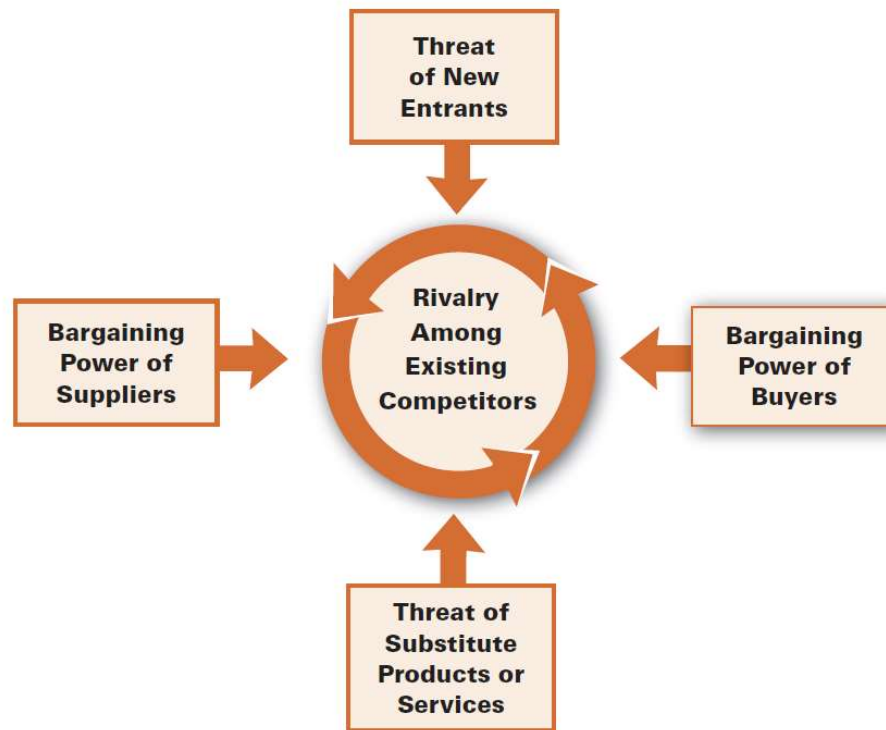 Threat
of New
Entrants
Bargaining
Power of
Suppliers
Rivalry
Among
Existing
Competitors
Bargaining
Power of
Buyers
Threat of
Substitute
Products or
Services